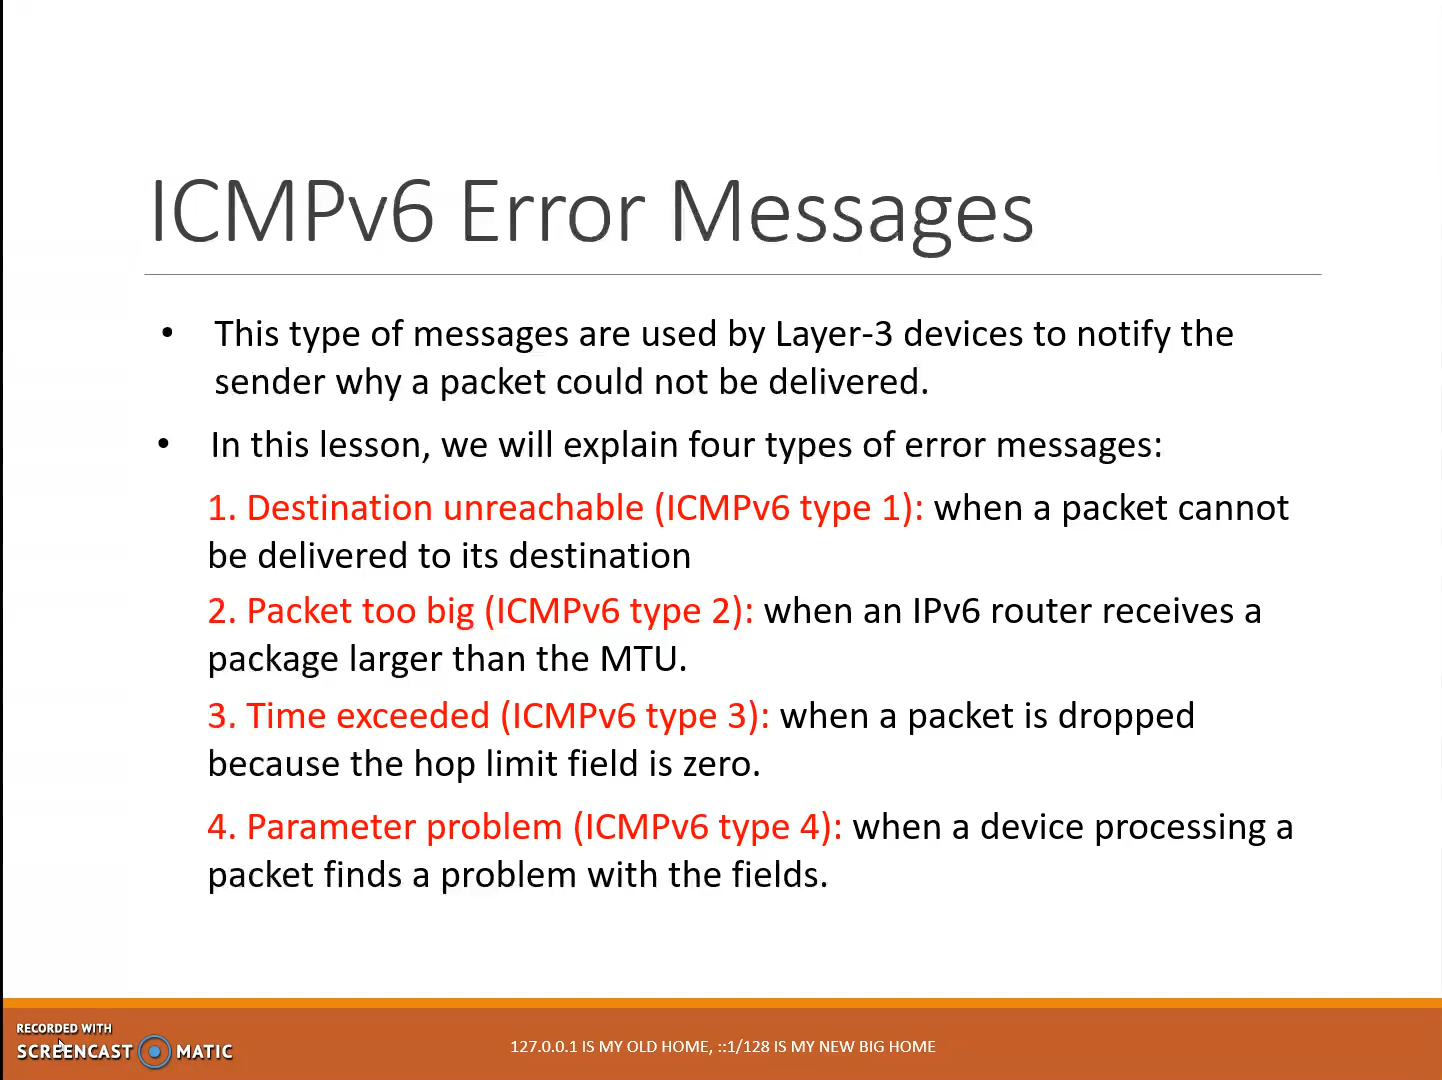 ICMPv6 Error Messages
• This type of messages are used by Layer-3 devices to notify the
sender why a packet could not be delivered.
• In this lesson, we will explain four types of error messages:
1. Destination unreachable (ICMPv6 type 1): when a packet cannot
be delivered to its destination
2. Packet too big (ICMPv6 type 2): when an IPv6 router receives a
package larger than the MTU.
3. Time exceeded (ICMPv6 type 3): when a packet is dropped
because the hop limit field is zero.
4. Parameter problem (ICMPv6 type 4): when a device processing a
packet finds a problem with the fields.
RECORDED WITH
SCREENCAST MATIC
127.0.0.1 IS MY OLD HOME, ::1/128 IS MY NEW BIG HOME